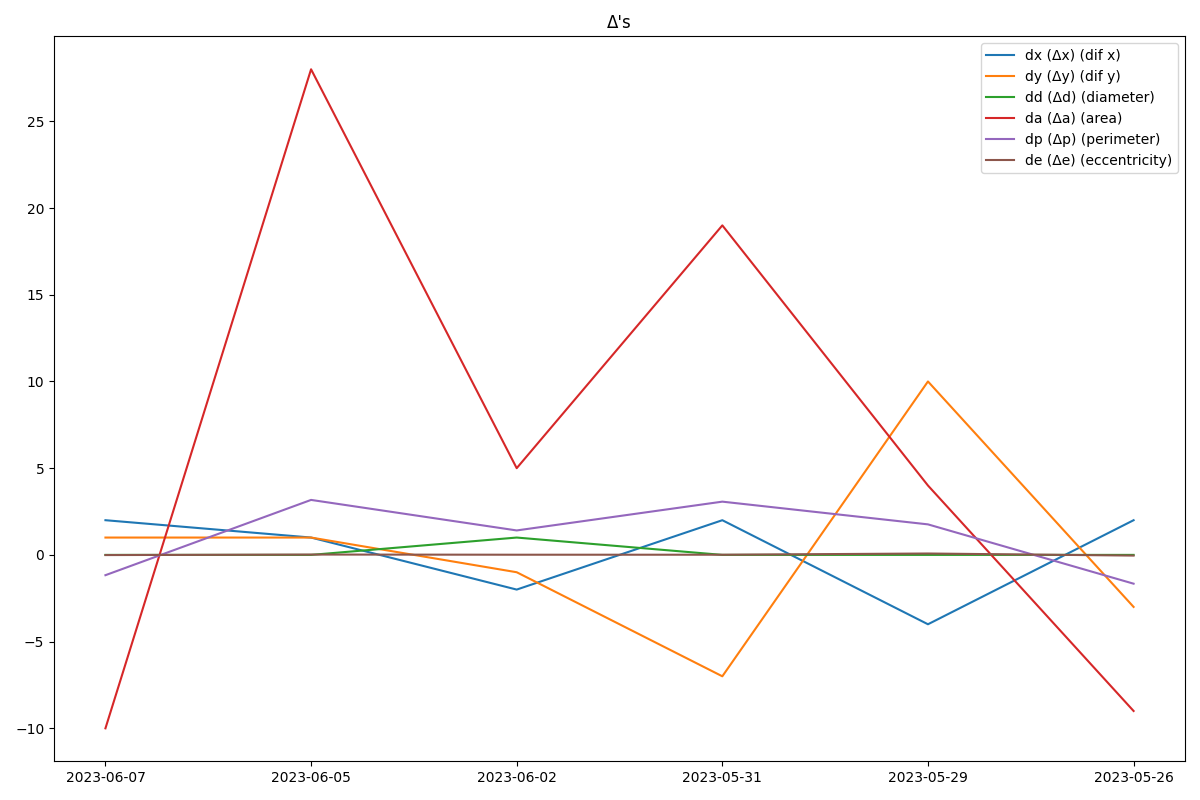 Δ's
dx (Δx) (dif x)
dy (Δy) (dif y)
dd (Δd) (diameter)
da (Δa) (area)
dp (Δp) (perimeter)
de (Δe) (eccentricity)
25
20
15
10
5
0
−5
−10
2023-06-07 2023-06-05 2023-06-02 2023-05-31 2023-05-29 2023-05-26